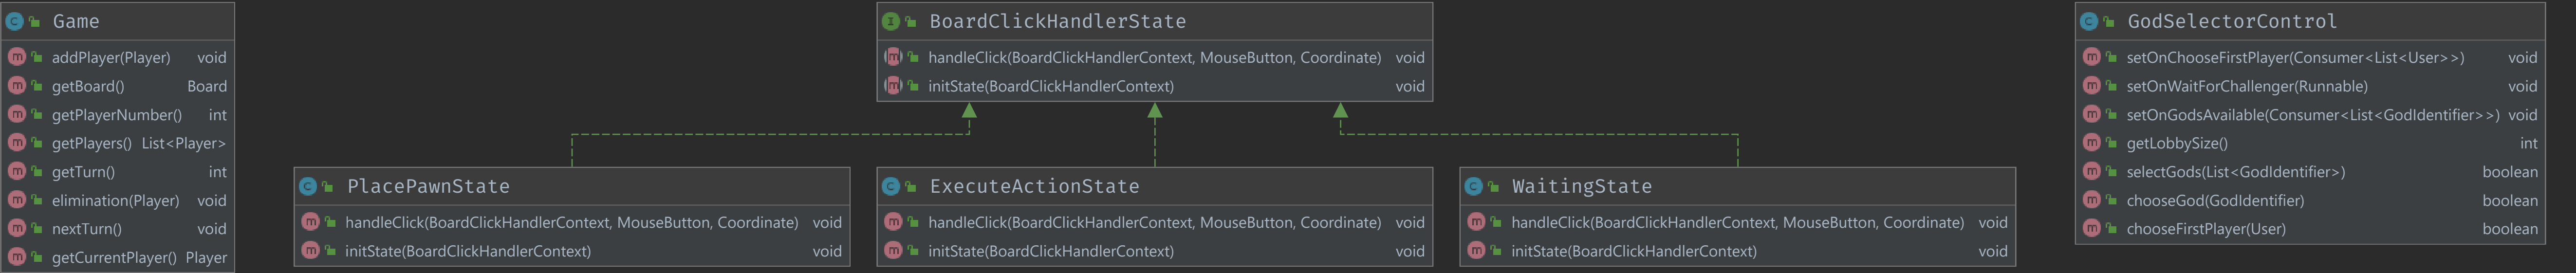 Game
addPlayer(Player) void
getBoard() Board
getPlayerNumber() int
getPlayers() List<Player>
getTurn() int
elimination(Player) void
nextTurn() void
getCurrentPlayer() Player
BoardClickHandlerState
handleClick(BoardClickHandlerContext, MouseButton, Coordinate) void
initState(BoardClickHandlerContext) void
PlacePawnState
handleClick(BoardClickHandlerContext, MouseButton, Coordinate) void
initState(BoardClickHandlerContext) void
ExecuteActionState
handleClick(BoardClickHandlerContext, MouseButton, Coordinate) void
initState(BoardClickHandlerContext) void
WaitingState
handleClick(BoardClickHandlerContext, MouseButton, Coordinate) void
initState(BoardClickHandlerContext) void
GodSelectorControl
setOnChooseFirstPlayer(Consumer<List<User>>) void
setOnWaitForChallenger(Runnable) void
setOnGodsAvailable(Consumer<List<GodIdentifier>>) void
getLobbySize() int
selectGods(List<GodIdentifier>) boolean
chooseGod(GodIdentifier) boolean
chooseFirstPlayer(User) boolean